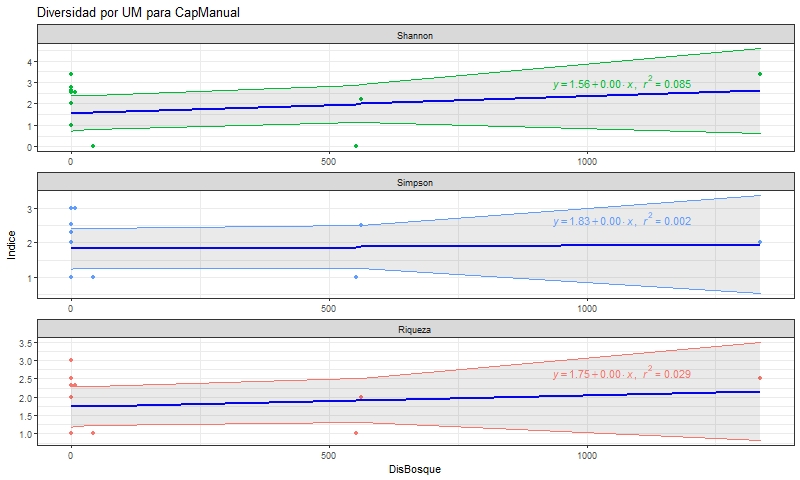 Diversidad por UM para CapManual
Shannon
4
3
2
1
0
y = 1.56 + 0.00 · x, r² = 0.085
0 500 1000
Simpson
3
2
1
y = 1.83 + 0.00 · x, r² = 0.002
0 500 1000
Indice
Riqueza
3.5
3.0
2.5
2.0
1.5
1.0
y = 1.75 + 0.00 · x, r² = 0.029
0 500 1000
DisBosque